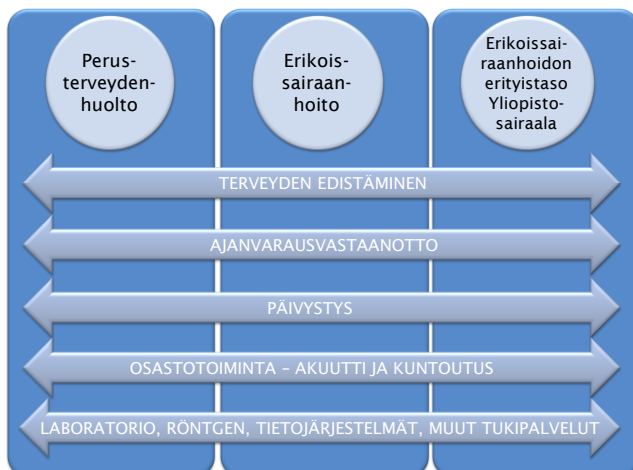 Perus-
terveyden-
huolto
Erikois-
sairaan-
hoito
Erikoissai-
raanhoidon
erityistaso
Yliopisto-
sairaala
TERVEYDEN EDISTÄMINEN
AJANVARAUSVASTAANOTTO
PÄIVYSTYS
OSASTOTOIMINTA – AKUUTTI JA KUNTOUTUS
LABORATORIO, RÖNTGEN, TIETOJÄRJESTELMÄT, MUUT TUKIPALVELUT